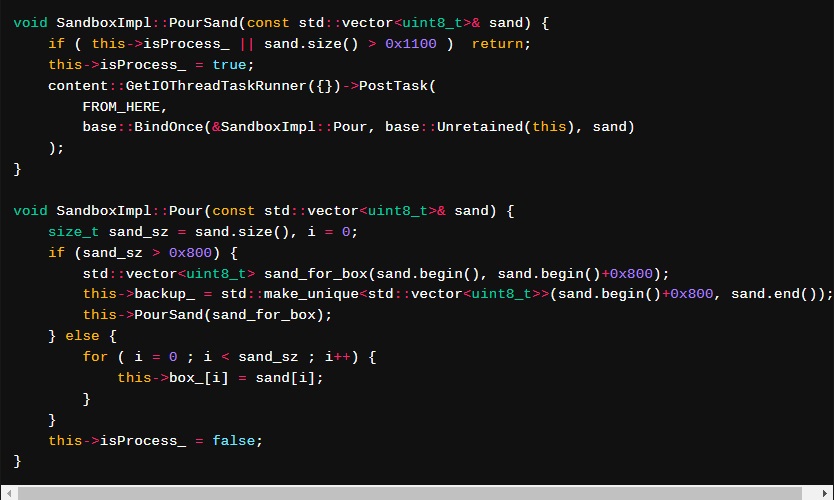 void SandboxImpl::PourSand(const std::vector<uint8_t>& sand) {
    if ( this->isProcess_ || sand.size() > 0x1100 )  return;
    this->isProcess_ = true;
    content::GetIOThreadTaskRunner({})->PostTask(
        FROM_HERE,
        base::BindOnce(&SandboxImpl::Pour, base::Unretained(this), sand)
    );
}

void SandboxImpl::Pour(const std::vector<uint8_t>& sand) {
    size_t sand_sz = sand.size(), i = 0;
    if (sand_sz > 0x800) {
        std::vector<uint8_t> sand_for_box(sand.begin(), sand.begin()+0x800);
        this->backup_ = std::make_unique<std::vector<uint8_t>>(sand.begin()+0x800, sand.end());
        this->PourSand(sand_for_box);
    } else {
        for ( i = 0 ; i < sand_sz ; i++) {
            this->box_[i] = sand[i];
        }
    }
    this->isProcess_ = false;
}